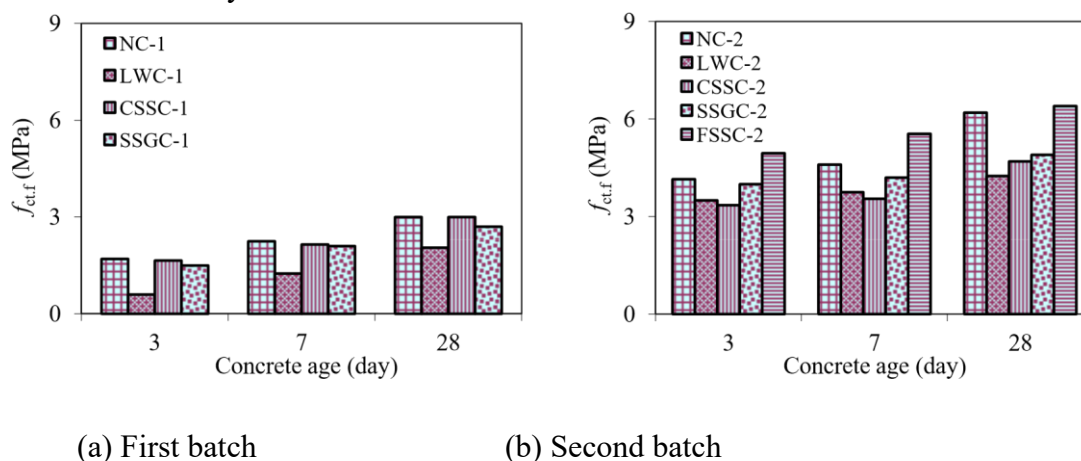 9
6
3
0
f_ct.f (MPa)
NC-1
LWC-1
CSSC-1
SSGC-1
3 7 28
Concrete age (day)
9
6
3
0
f_ct.f (MPa)
NC-2
LWC-2
CSSC-2
SSGC-2
FSSC-2
3 7 28
Concrete age (day)
(a) First batch (b) Second batch